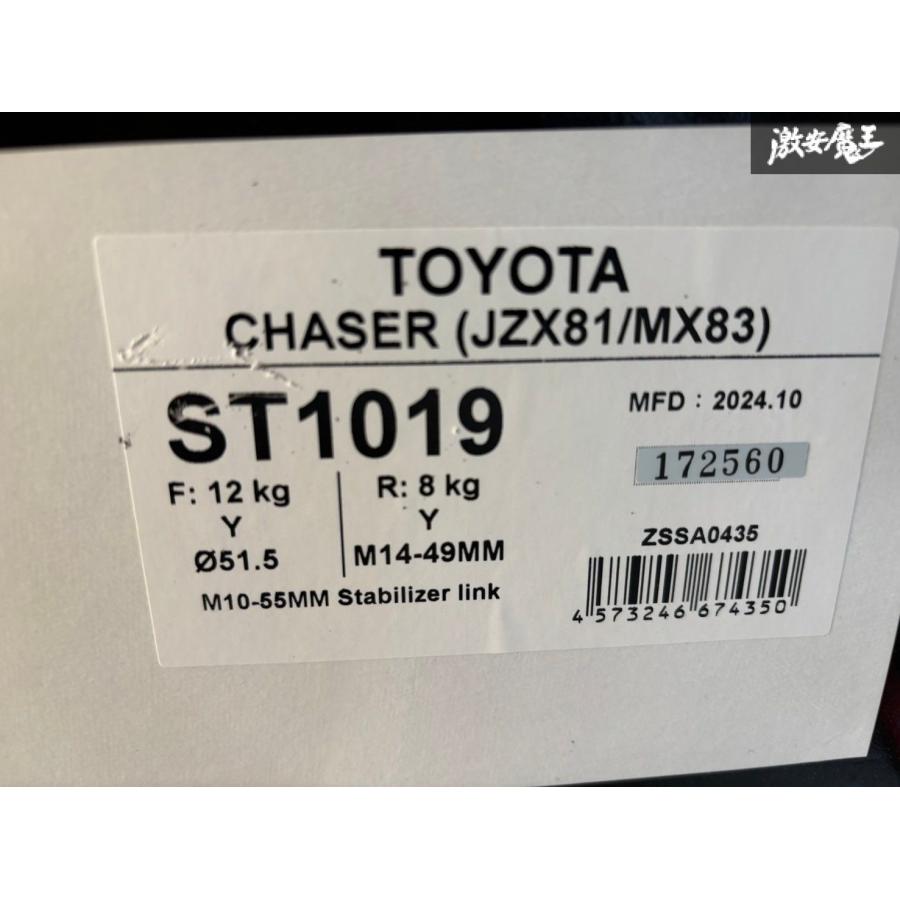 激安魔王
TOYOTA
CHASER (JZX81/MX83)
ST1019
MFD : 2024.10
172560
F: 12 kg
R: 8 kg
Y
Y
Ø51.5
M14-49MM
M10-55MM Stabilizer link
ZSSA0435
4 573246 674350